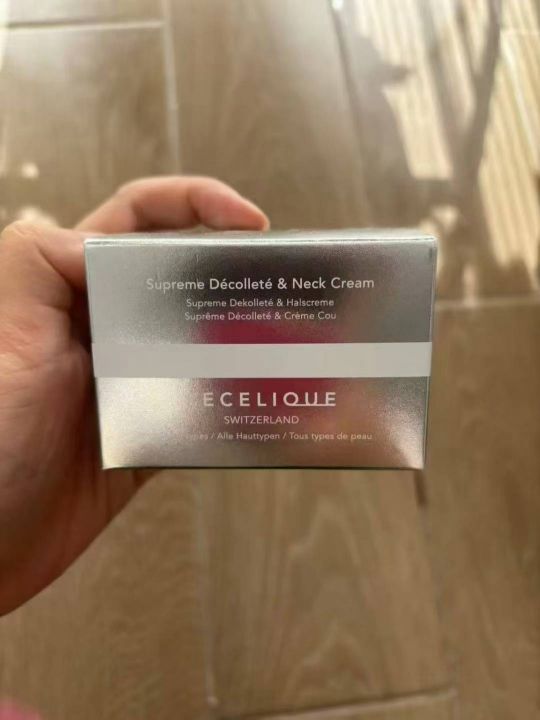 Supreme Décolleté & Neck Cream
Supreme Dekolleté & Halscreme
Suprême Décolleté & Crème Cou
ECELIQUE
SWITZERLAND
/ Alle Hauttypen / Tous types de peau